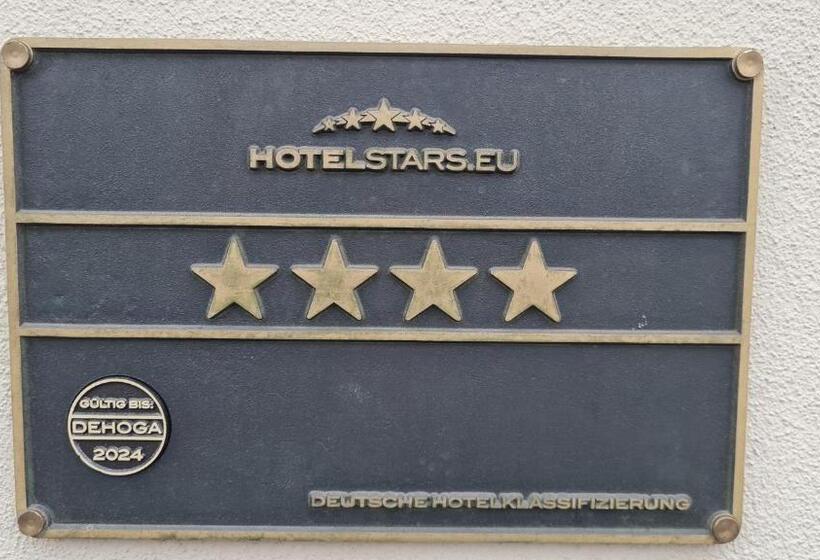 HOTELSTARS.EU
GÜLTIG BIS:
DEHOGA
2024
DEUTSCHE HOTELKLASSIFIZIERUNG